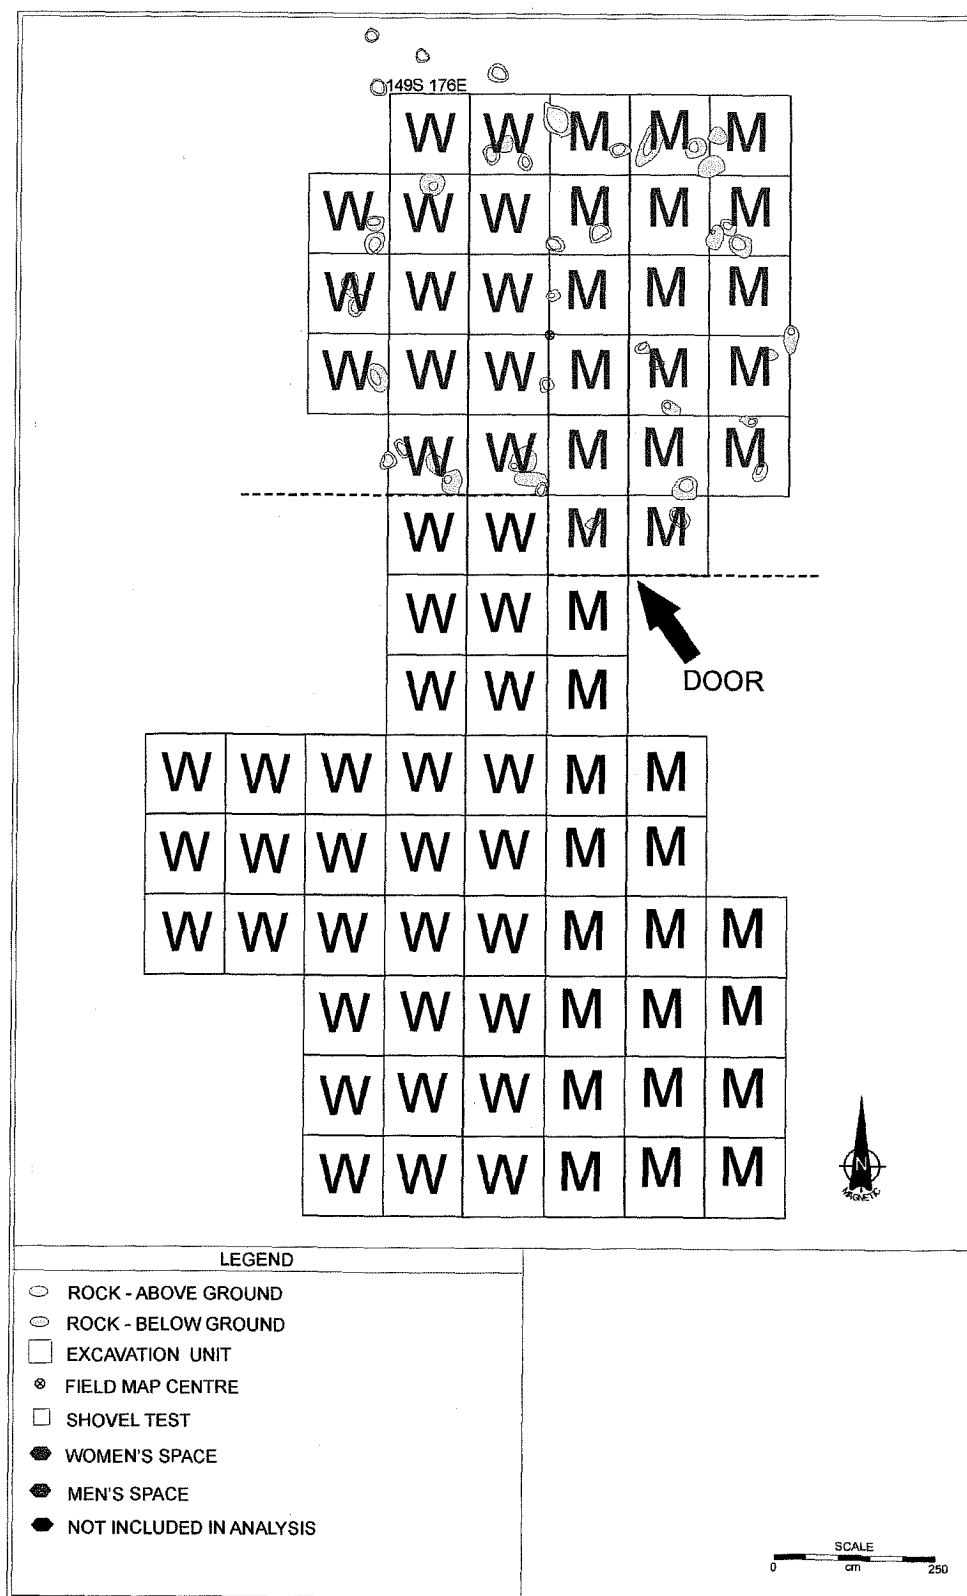 149S 176E
W W M M M
W W W M M M
W W W M M M
W W W M M M
W W M M M
W W M M
W W M
DOOR
W W M
W W W W W M M
W W W W W M M
W W W W W M M M
W W W M M M
W W W M M M
W W W M M M
N
MAGNETIC
LEGEND
ROCK - ABOVE GROUND
ROCK - BELOW GROUND
EXCAVATION UNIT
FIELD MAP CENTRE
SHOVEL TEST
WOMEN'S SPACE
MEN'S SPACE
NOT INCLUDED IN ANALYSIS
SCALE
0 cm 250